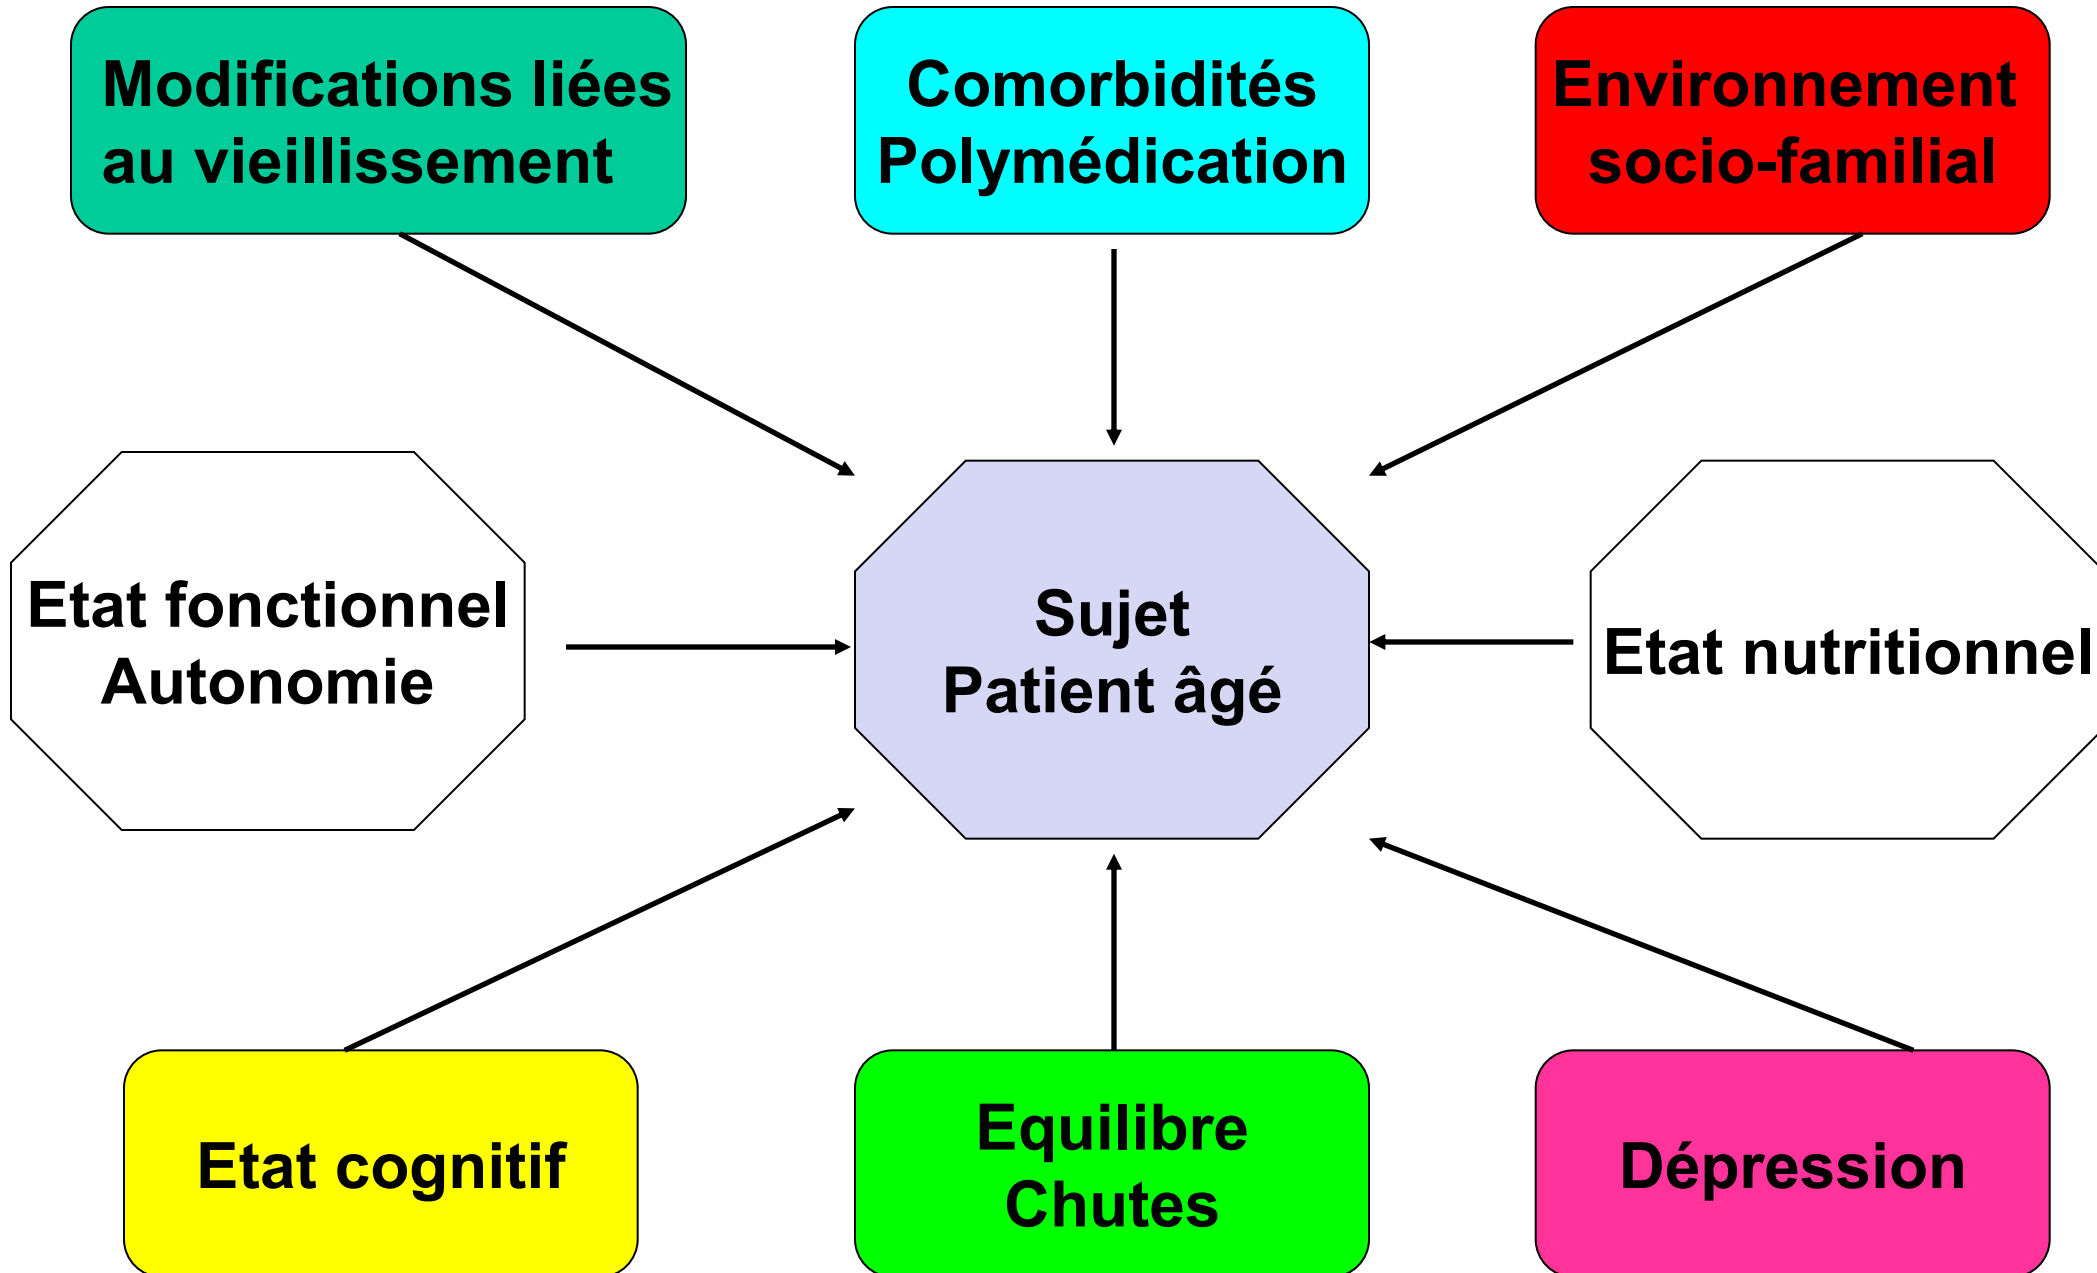 Modifications liées
au vieillissement
Comorbidités
Polymédication
Environnement
socio-familial
Etat fonctionnel
Autonomie
Sujet
Patient âgé
Etat nutritionnel
Etat cognitif
Equilibre
Chutes
Dépression